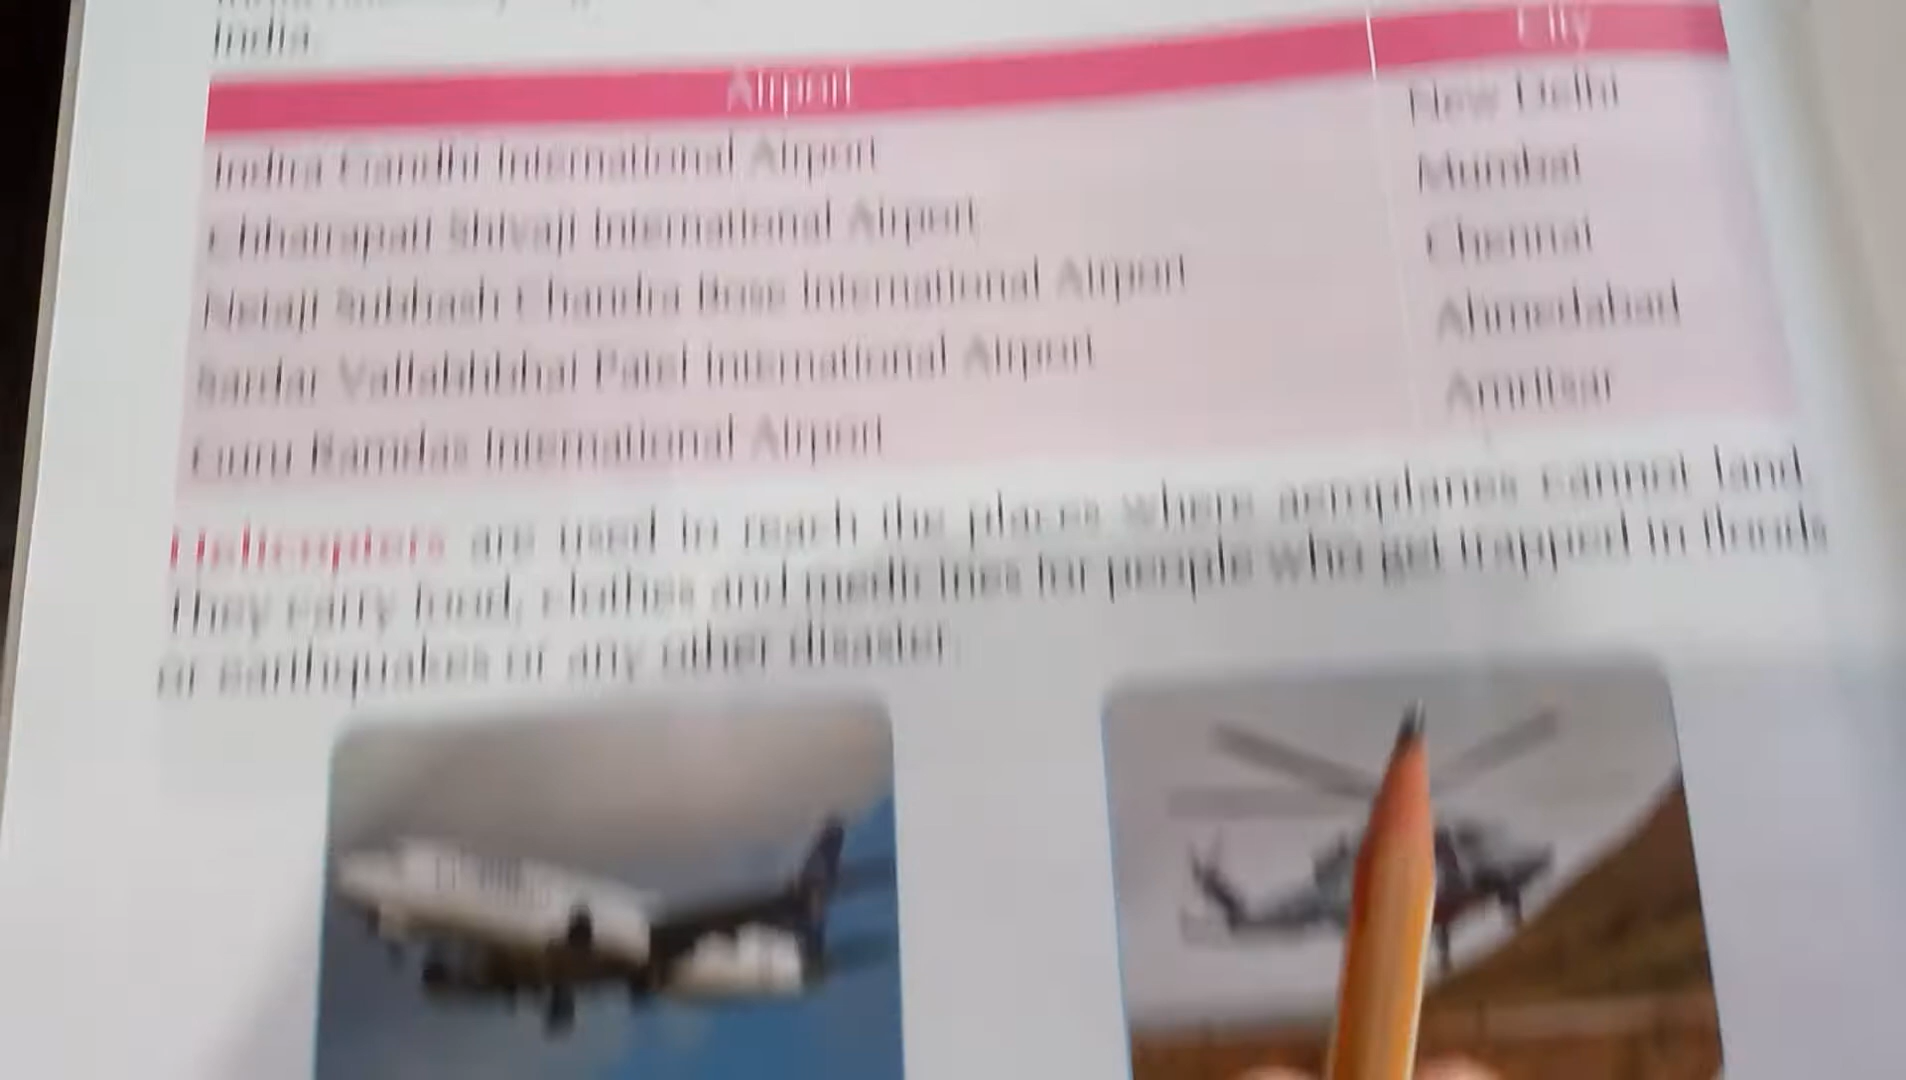 India.
Airport City
Indira Gandhi International Airport New Delhi
Chhatrapati Shivaji International Airport Mumbai
Netaji Subhash Chandra Bose International Airport Chennai
Sardar Vallabhbhai Patel International Airport Ahmedabad
Guru Ramdas International Airport Amritsar
Helicopters are used to reach the places where aeroplanes cannot land.
They carry food, clothes and medicines for people who get trapped in floods
or earthquakes or any other disaster.